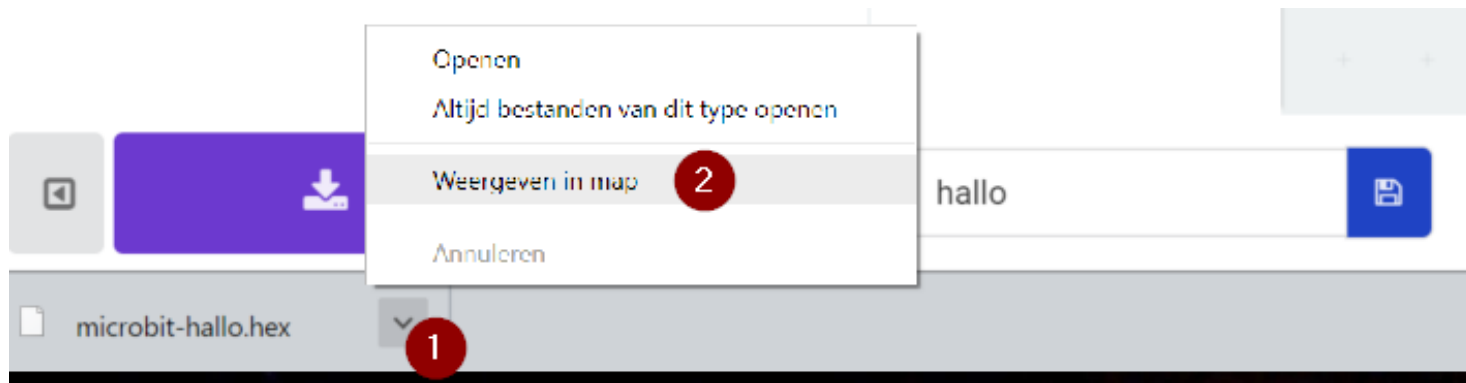 Openen
Altijd bestanden van dit type openen
Weergeven in map 2
hallo
Annuleren
microbit-hallo.hex
1